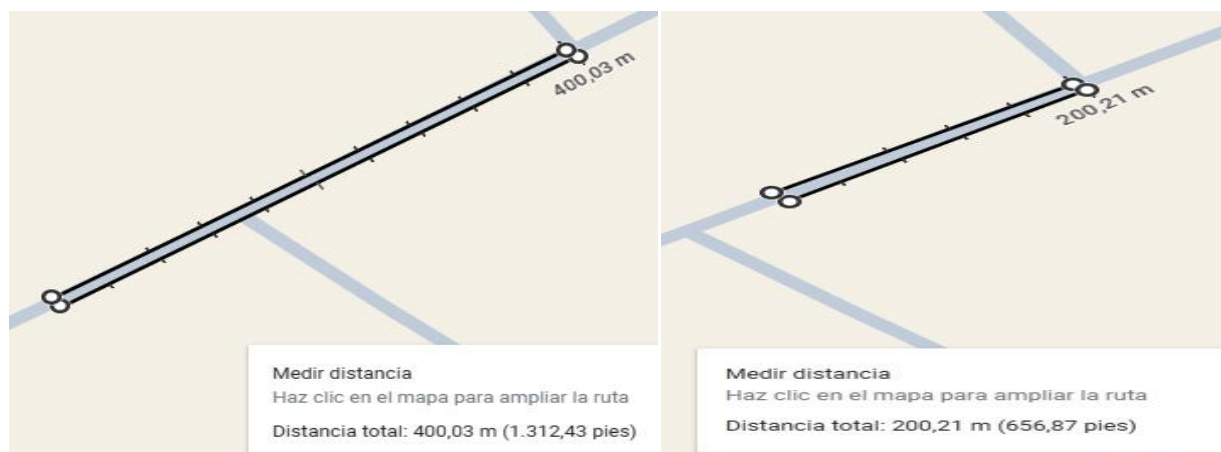 400,03 m
Medir distancia
Haz clic en el mapa para ampliar la ruta
Distancia total: 400,03 m (1.312,43 pies)
200,21 m
Medir distancia
Haz clic en el mapa para ampliar la ruta
Distancia total: 200,21 m (656,87 pies)